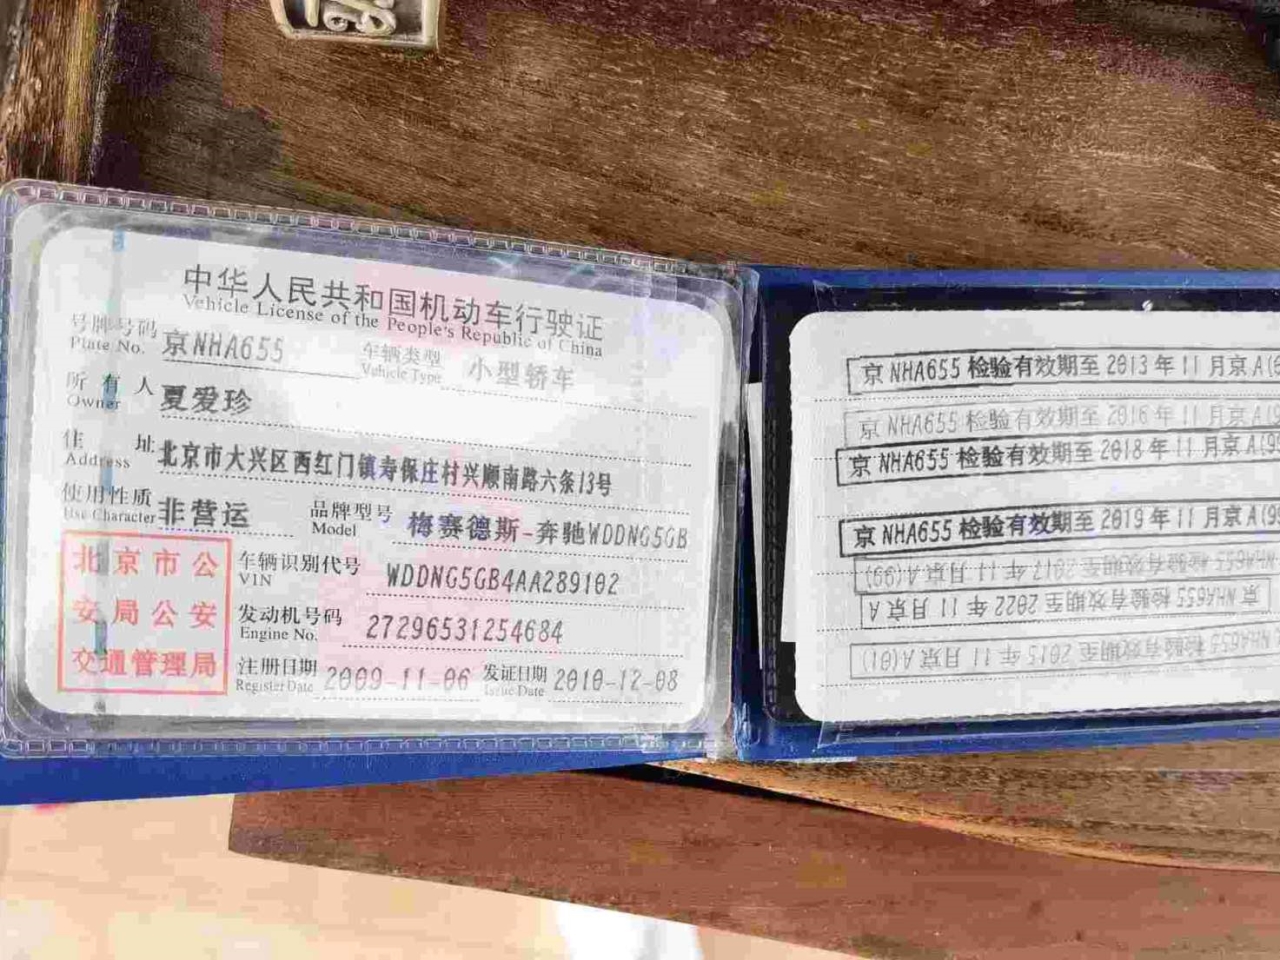 中华人民共和国机动车行驶证
Vehicle License of the People's Republic of China
号牌号码 京NHA655 车辆类型 小型轿车
Plate No. Vehicle Type
所有人 夏爱珍
Owner
住址 北京市大兴区西红门镇寿保庄村兴顺南路六条13号
Address
使用性质 非营运 品牌型号 梅赛德斯-奔驰WDDNG5GB
Use Character Model
北京市公
安局公安
交通管理局
车辆识别代号 WDDNG5GB4AA289102
VIN
发动机号码 27296531254684
Engine No.
注册日期 2009-11-06 发证日期 2010-12-08
Register Date Issue Date
京NHA655检验有效期至2013年11月京A(
京NHA655检验有效期至2016年11月京A(9
京NHA655检验有效期至2018年11月京A(9
京NHA655检验有效期至2019年11月京A(9
NHA655检验有效期至2017年11月京A(99)
京NHA655检验有效期至2022年11月京A
NHA655检验有效期至2015年11月京A(01)